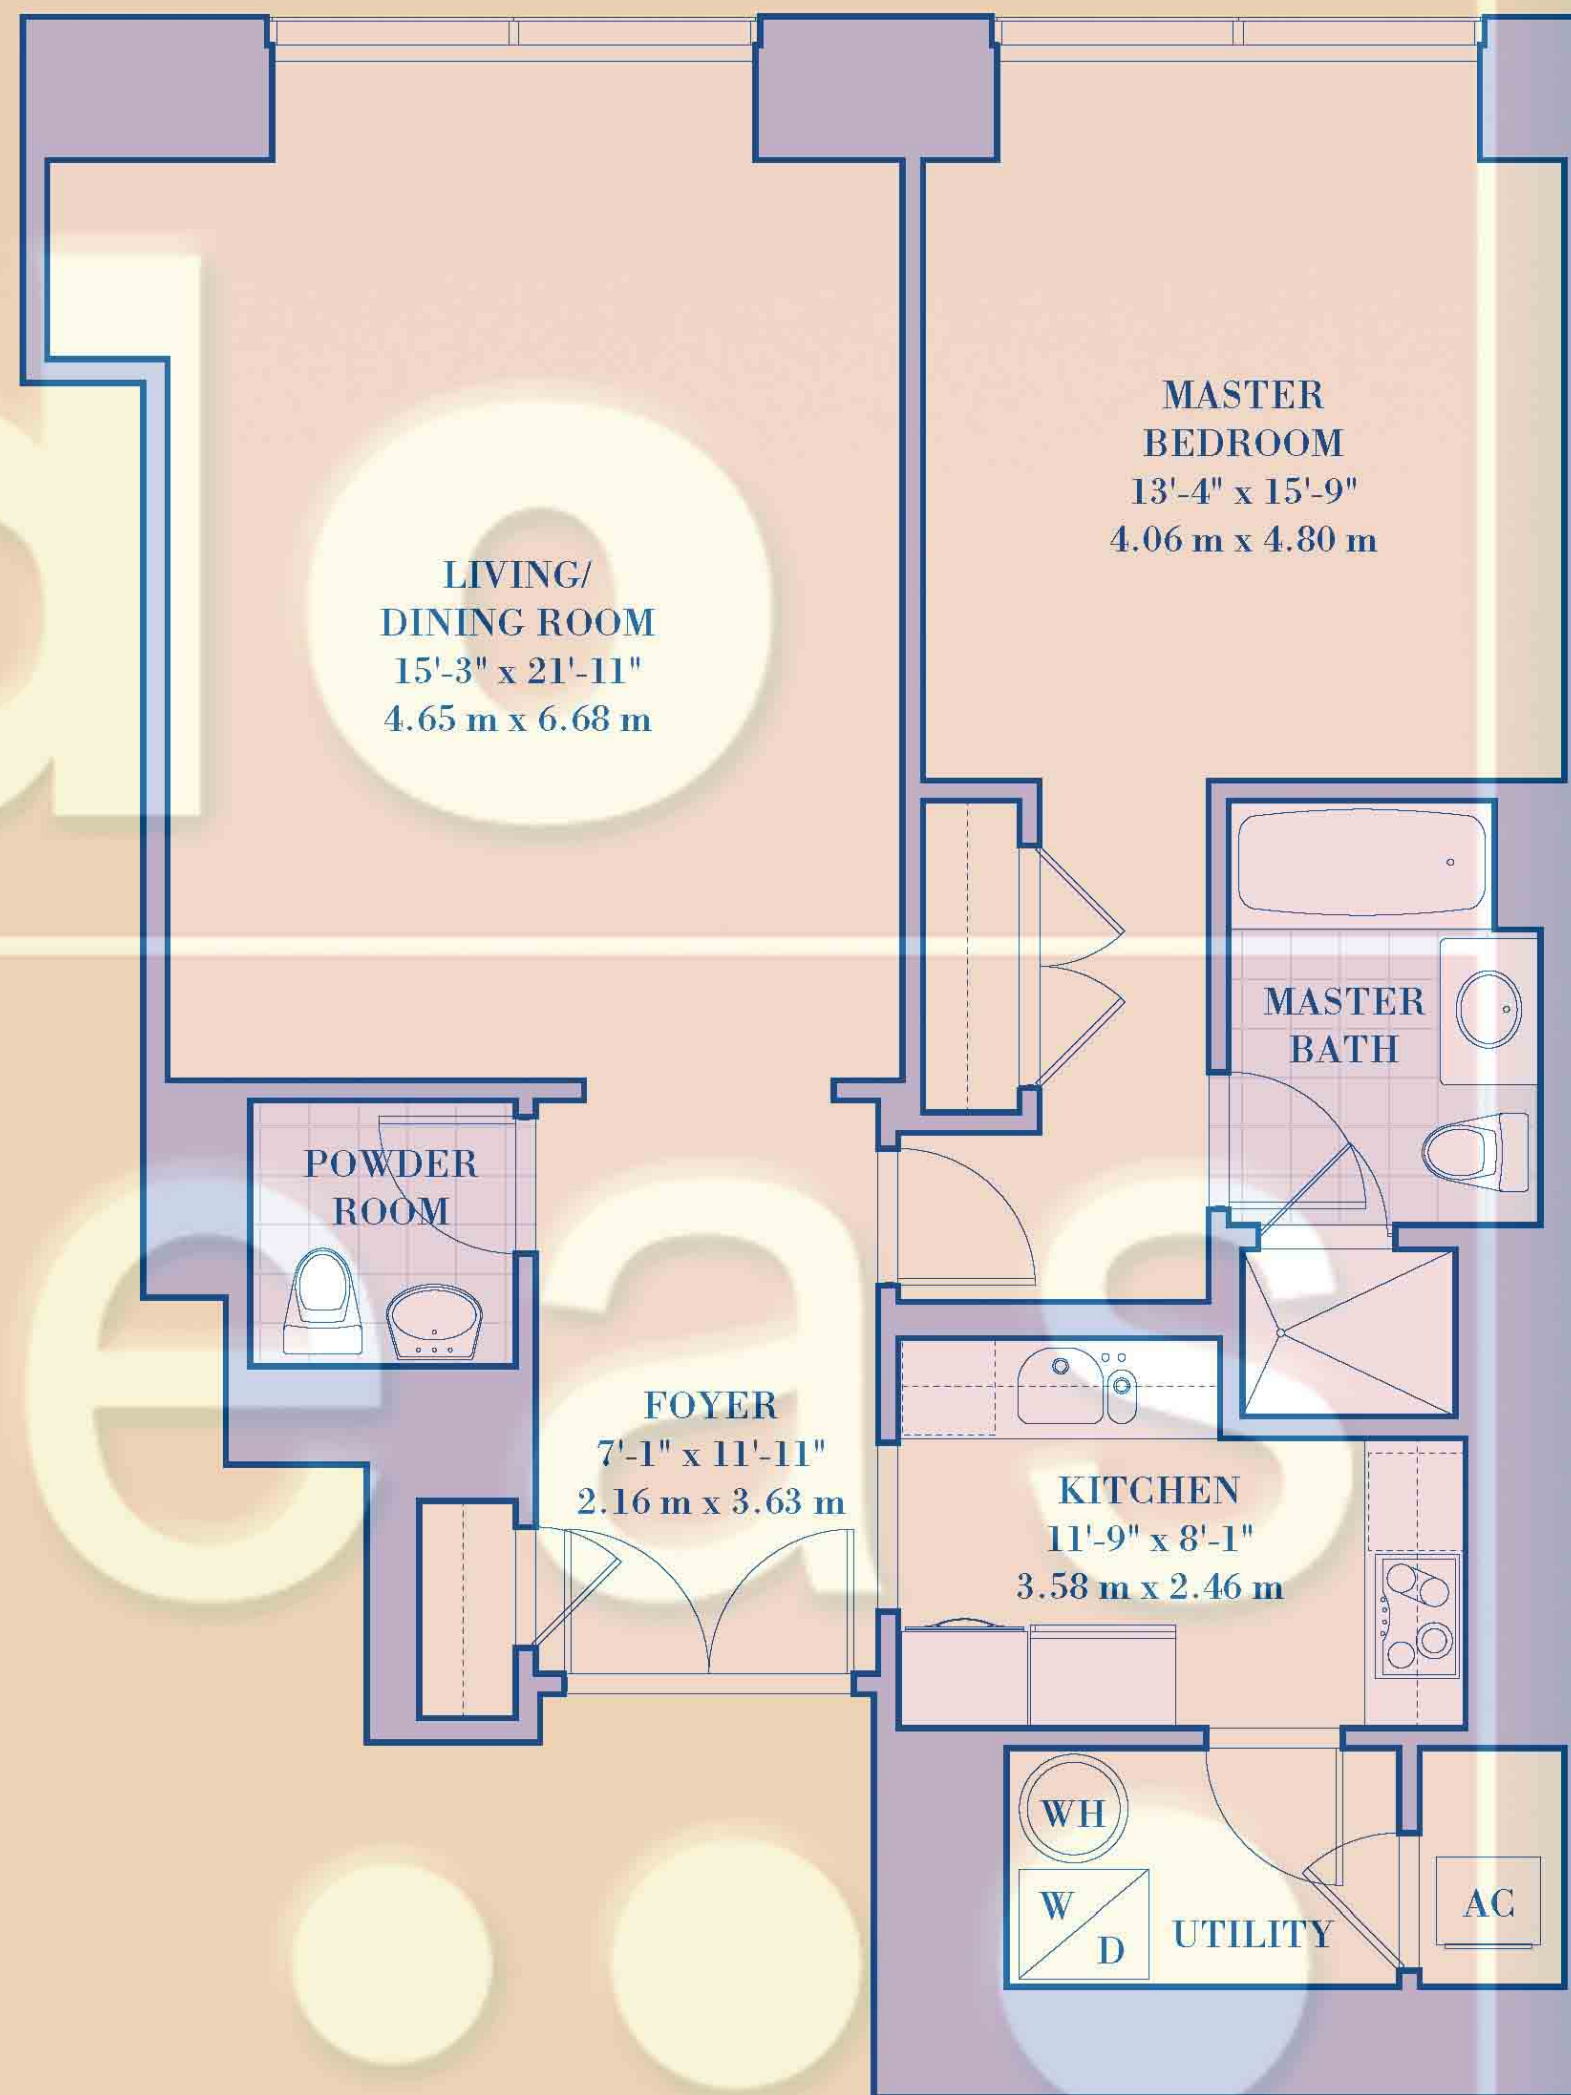 MASTER
BEDROOM
13'-4" x 15'-9"
4.06 m x 4.80 m
LIVING/
DINING ROOM
15'-3" x 21'-11"
4.65 m x 6.68 m
MASTER
BATH
POWDER
ROOM
FOYER
7'-1" x 11'-11"
2.16 m x 3.63 m
KITCHEN
11'-9" x 8'-1"
3.58 m x 2.46 m
WH
W
D
UTILITY
AC
d o
e a s